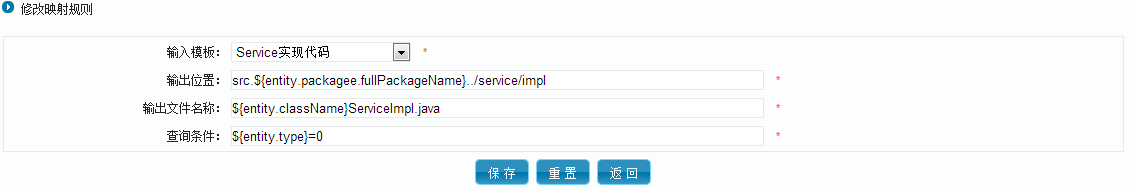 修改映射规则
输入模板： Service实现代码 *
输出位置： src.${entity.packagee.fullPackageName}../service/impl *
输出文件名称： ${entity.className}ServiceImpl.java *
查询条件： ${entity.type}=0 *
保 存 重 置 返 回